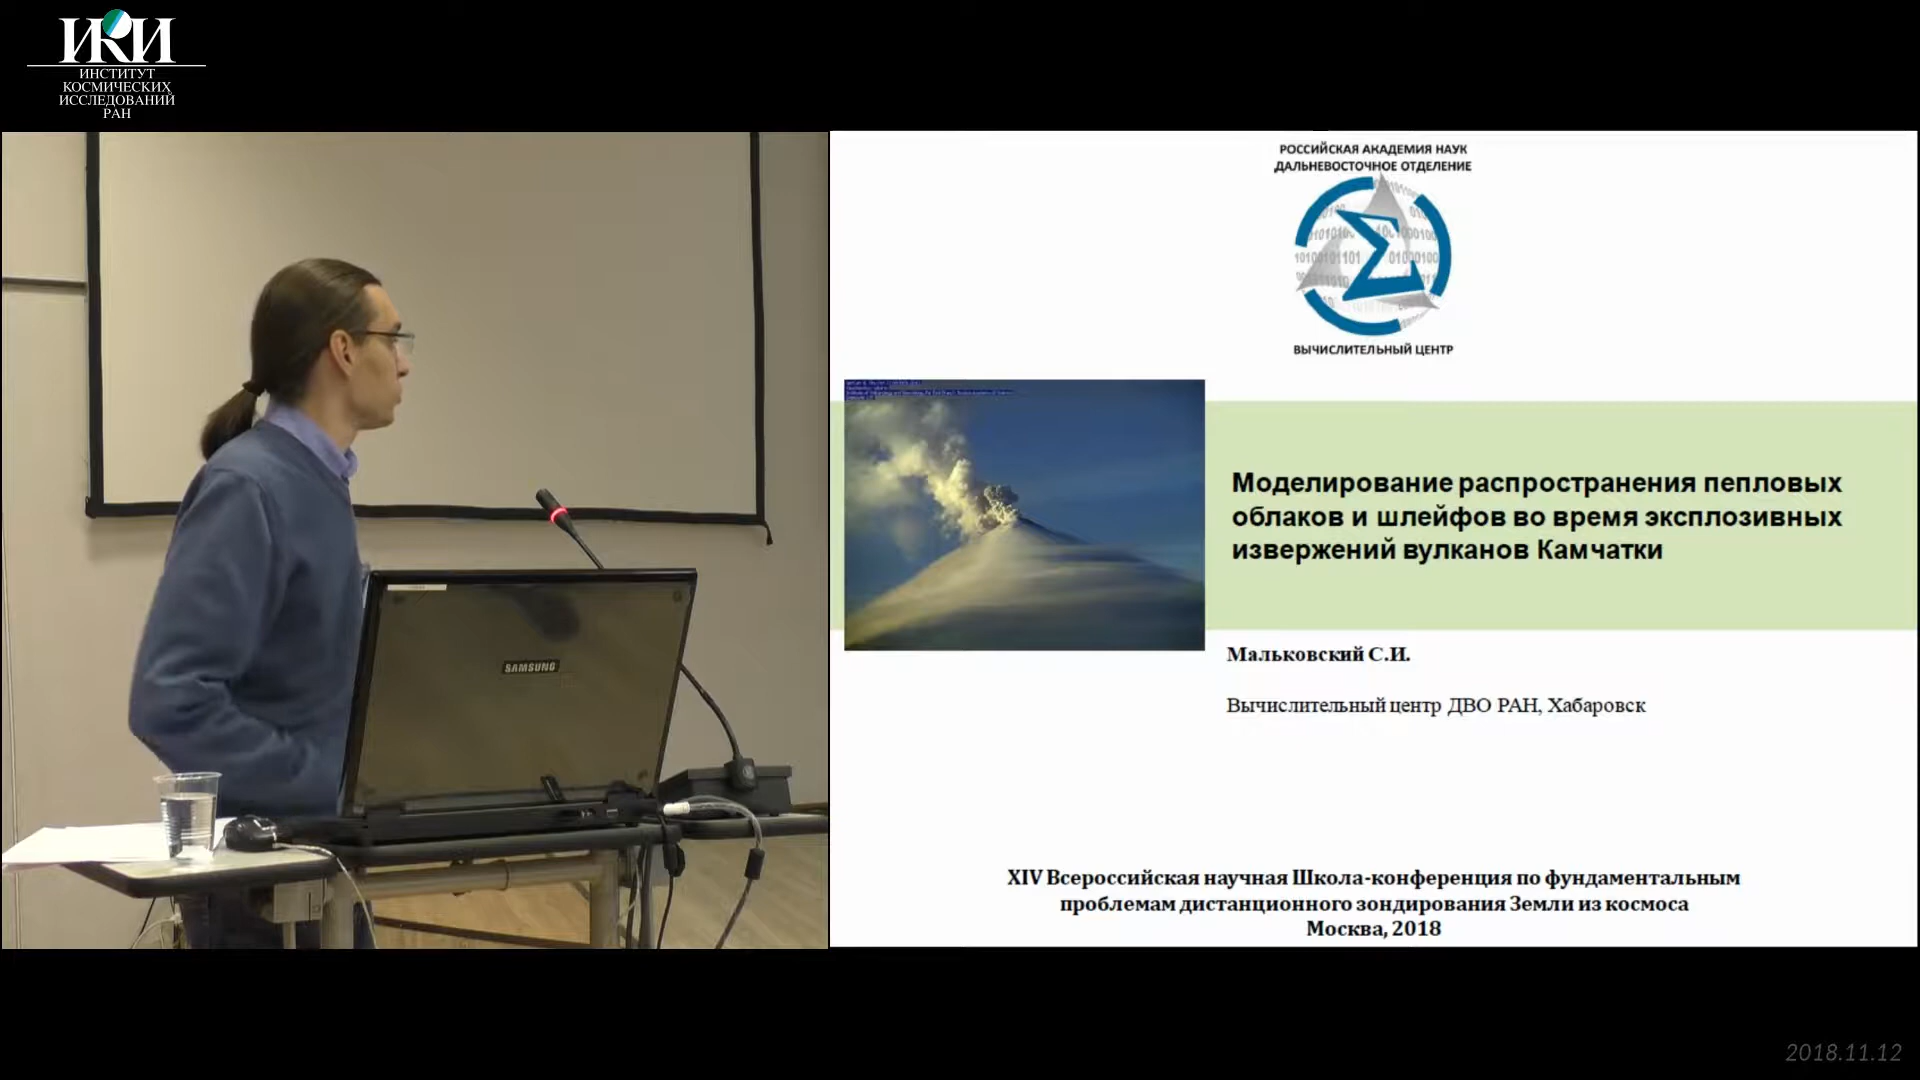 ИКИ
ИНСТИТУТ
КОСМИЧЕСКИХ
ИССЛЕДОВАНИЙ
РАН
РОССИЙСКАЯ АКАДЕМИЯ НАУК
ДАЛЬНЕВОСТОЧНОЕ ОТДЕЛЕНИЕ
Σ
ВЫЧИСЛИТЕЛЬНЫЙ ЦЕНТР
Моделирование распространения пепловых
облаков и шлейфов во время эксплозивных
извержений вулканов Камчатки
Мальковский С.И.
Вычислительный центр ДВО РАН, Хабаровск
XIV Всероссийская научная Школа-конференция по фундаментальным
проблемам дистанционного зондирования Земли из космоса
Москва, 2018
SAMSUNG
2018.11.12